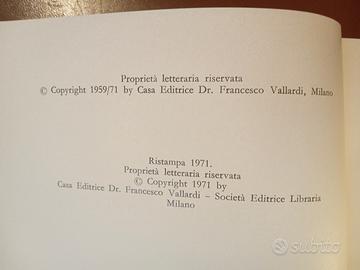 Proprietà letteraria riservata
© Copyright 1959/71 by Casa Editrice Dr. Francesco Vallardi, Milano
Ristampa 1971.
Proprietà letteraria riservata
© Copyright 1971 by
Casa Editrice Dr. Francesco Vallardi – Società Editrice Libraria
Milano
subito